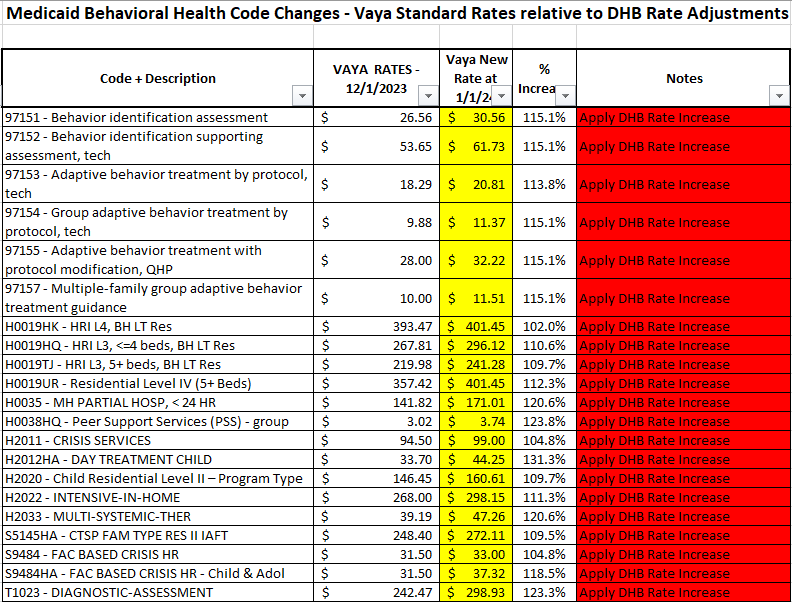 Medicaid Behavioral Health Code Changes - Vaya Standard Rates relative to DHB Rate Adjustments
Code + Description
VAYA RATES -
12/1/2023
Vaya New
Rate at
1/1/24
%
Increa
Notes
97151 - Behavior identification assessment $ 26.56 $ 30.56 115.1% Apply DHB Rate Increase
97152 - Behavior identification supporting
assessment, tech $ 53.65 $ 61.73 115.1% Apply DHB Rate Increase
97153 - Adaptive behavior treatment by protocol,
tech $ 18.29 $ 20.81 113.8% Apply DHB Rate Increase
97154 - Group adaptive behavior treatment by
protocol, tech $ 9.88 $ 11.37 115.1% Apply DHB Rate Increase
97155 - Adaptive behavior treatment with
protocol modification, QHP $ 28.00 $ 32.22 115.1% Apply DHB Rate Increase
97157 - Multiple-family group adaptive behavior
treatment guidance $ 10.00 $ 11.51 115.1% Apply DHB Rate Increase
H0019HK - HRI L4, BH LT Res $ 393.47 $ 401.45 102.0% Apply DHB Rate Increase
H0019HQ - HRI L3, <=4 beds, BH LT Res $ 267.81 $ 296.12 110.6% Apply DHB Rate Increase
H0019TJ - HRI L3, 5+ beds, BH LT Res $ 219.98 $ 241.28 109.7% Apply DHB Rate Increase
H0019UR - Residential Level IV (5+ Beds) $ 357.42 $ 401.45 112.3% Apply DHB Rate Increase
H0035 - MH PARTIAL HOSP, < 24 HR $ 141.82 $ 171.01 120.6% Apply DHB Rate Increase
H0038HQ - Peer Support Services (PSS) - group $ 3.02 $ 3.74 123.8% Apply DHB Rate Increase
H2011 - CRISIS SERVICES $ 94.50 $ 99.00 104.8% Apply DHB Rate Increase
H2012HA - DAY TREATMENT CHILD $ 33.70 $ 44.25 131.3% Apply DHB Rate Increase
H2020 - Child Residential Level II – Program Type $ 146.45 $ 160.61 109.7% Apply DHB Rate Increase
H2022 - INTENSIVE-IN-HOME $ 268.00 $ 298.15 111.3% Apply DHB Rate Increase
H2033 - MULTI-SYSTEMIC-THER $ 39.19 $ 47.26 120.6% Apply DHB Rate Increase
S5145HA - CTSP FAM TYPE RES II IAFT $ 248.40 $ 272.11 109.5% Apply DHB Rate Increase
S9484 - FAC BASED CRISIS HR $ 31.50 $ 33.00 104.8% Apply DHB Rate Increase
S9484HA - FAC BASED CRISIS HR - Child & Adol $ 31.50 $ 37.32 118.5% Apply DHB Rate Increase
T1023 - DIAGNOSTIC-ASSESSMENT $ 242.47 $ 298.93 123.3% Apply DHB Rate Increase